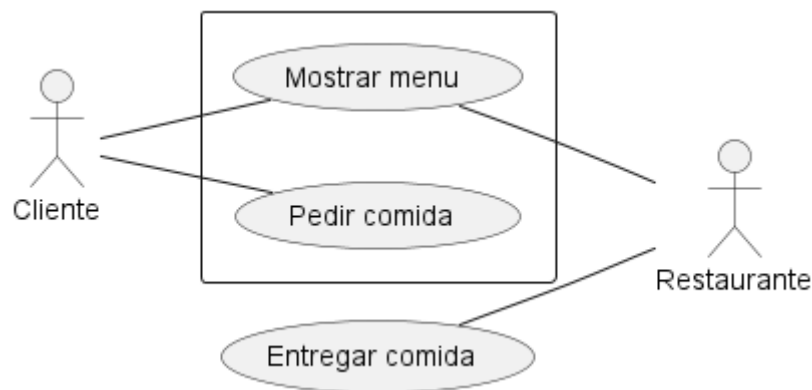 Mostrar menu
Cliente
Pedir comida
Restaurante
Entregar comida